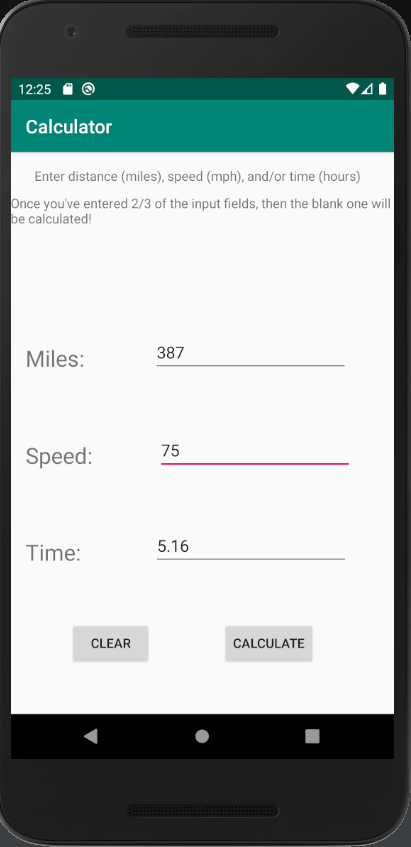 12:25
Calculator
Enter distance (miles), speed (mph), and/or time (hours)
Once you've entered 2/3 of the input fields, then the blank one will
be calculated!
Miles: 387
Speed: 75
Time: 5.16
CLEAR CALCULATE